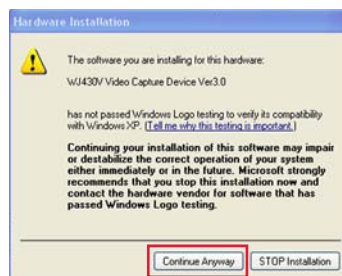 Hardware Installation
The software you are installing for this hardware:
WJ430V Video Capture Device Ver3.0
has not passed Windows Logo testing to verify its compatibility
with Windows XP. (Tell me why this testing is important.)
Continuing your installation of this software may impair
or destabilize the correct operation of your system
either immediately or in the future. Microsoft strongly
recommends that you stop this installation now and
contact the hardware vendor for software that has
passed Windows Logo testing.
Continue Anyway STOP Installation